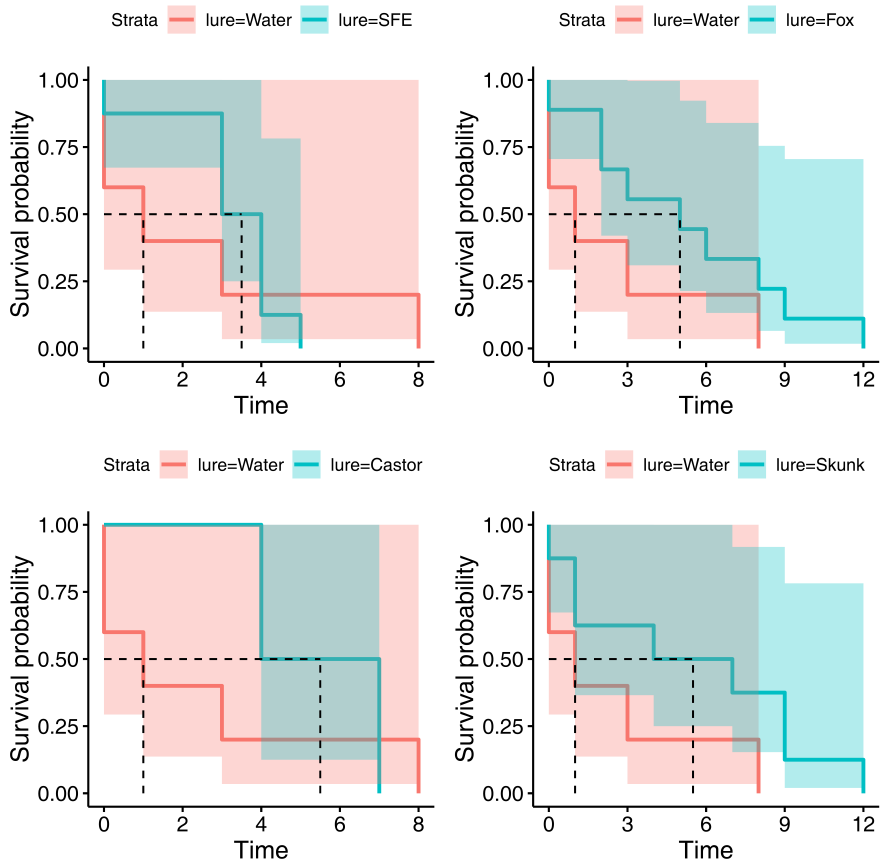 Strata lure=Water lure=SFE
Survival probability
1.00
0.75
0.50
0.25
0.00
0 2 4 6 8
Time
Strata lure=Water lure=Fox
Survival probability
1.00
0.75
0.50
0.25
0.00
0 3 6 9 12
Time
Strata lure=Water lure=Castor
Survival probability
1.00
0.75
0.50
0.25
0.00
0 2 4 6 8
Time
Strata lure=Water lure=Skunk
Survival probability
1.00
0.75
0.50
0.25
0.00
0 3 6 9 12
Time